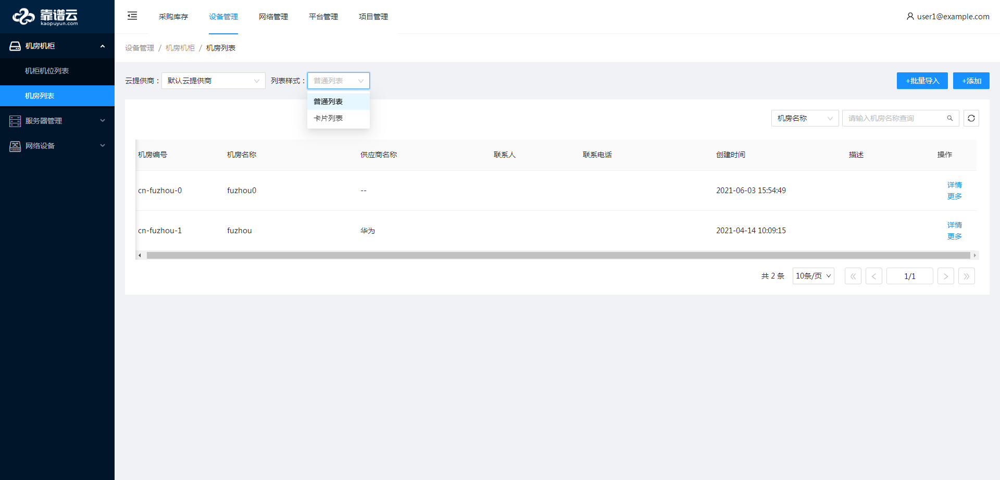 靠谱云
kaopuyun.com
采购库存 设备管理 网络管理 平台管理 项目管理
user1@example.com
机房机柜
机柜机位列表
机房列表
服务器管理
网络设备
设备管理 / 机房机柜 / 机房列表
云提供商： 默认云提供商 列表样式： 普通列表
+批量导入 +添加
普通列表
卡片列表
机房名称 请输入机房名称查询
机房编号 机房名称 供应商名称 联系人 联系电话 创建时间 描述 操作
cn-fuzhou-0 fuzhou0 -- 2021-06-03 15:54:49 详情
更多
cn-fuzhou-1 fuzhou 华为 2021-04-14 10:09:15 详情
更多
共 2 条 10条/页 1/1